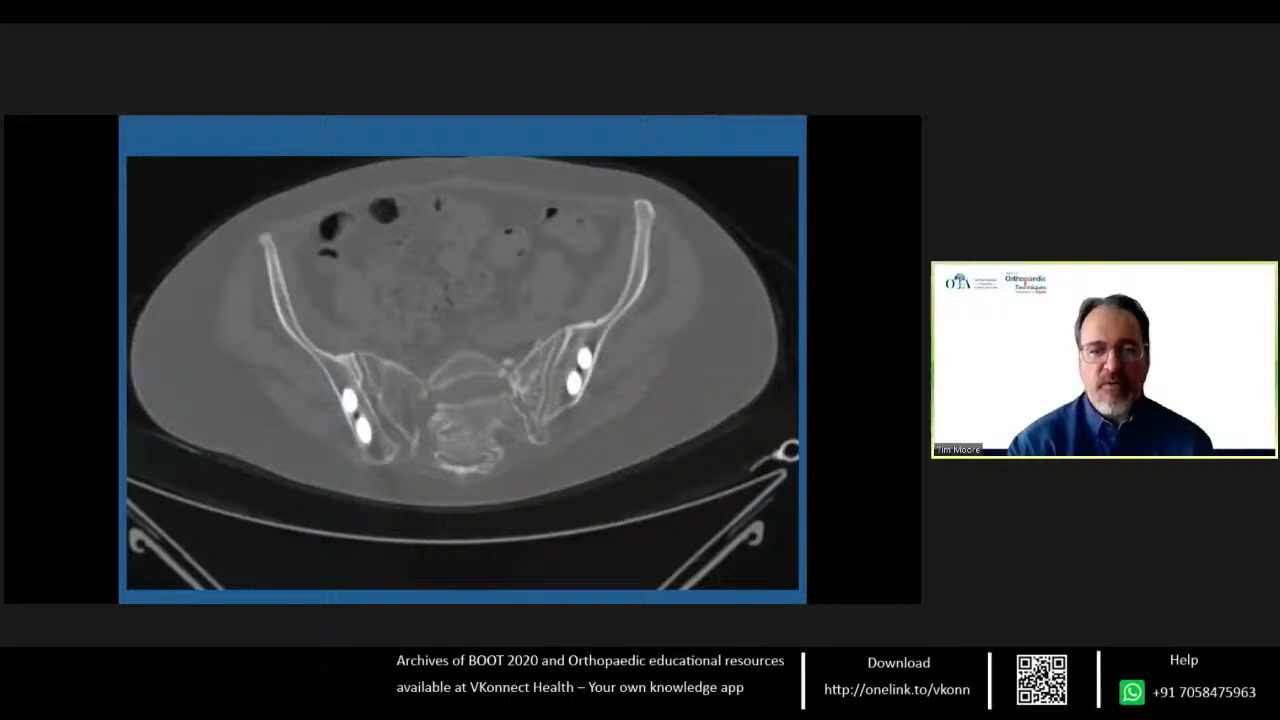 OTA
Orthopaedic
Techniques
Tim Moore
Archives of BOOT 2020 and Orthopaedic educational resources
available at VKonnect Health – Your own knowledge app
Download
http://onelink.to/vkonn
Help
+91 7058475963